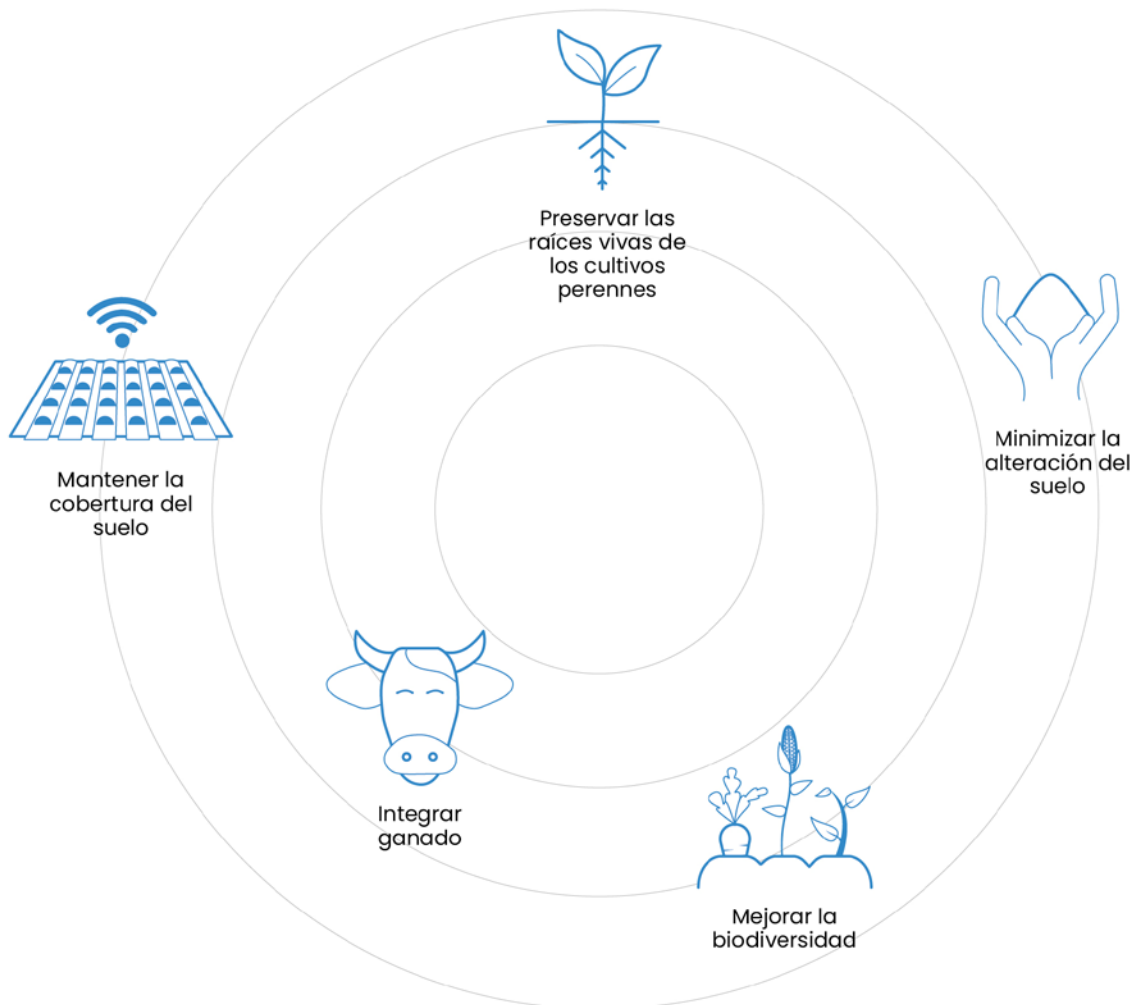 Preservar las
raíces vivas de
los cultivos
perennes
Minimizar la
alteración del
suelo
Mantener la
cobertura del
suelo
Integrar
ganado
Mejorar la
biodiversidad